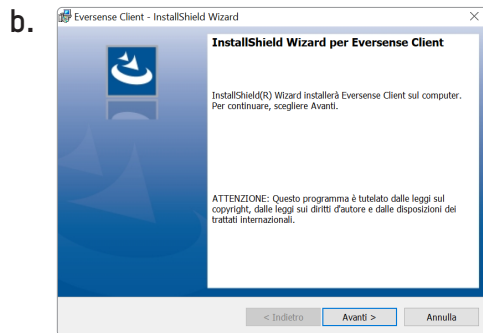 b.
Eversense Client - InstallShield Wizard
InstallShield Wizard per Eversense Client
InstallShield(R) Wizard installerà Eversense Client sul computer.
Per continuare, scegliere Avanti.
ATTENZIONE: Questo programma è tutelato dalle leggi sul
copyright, dalle leggi sui diritti d'autore e dalle disposizioni dei
trattati internazionali.
< Indietro Avanti > Annulla